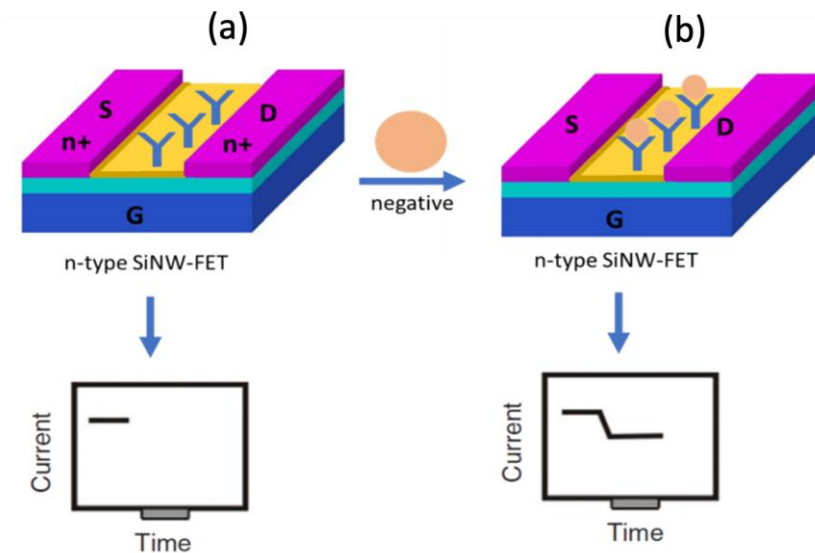 (a)
(b)
S
D
n+
n+
G
negative
S
D
G
n-type SiNW-FET
n-type SiNW-FET
Current
Time
Current
Time